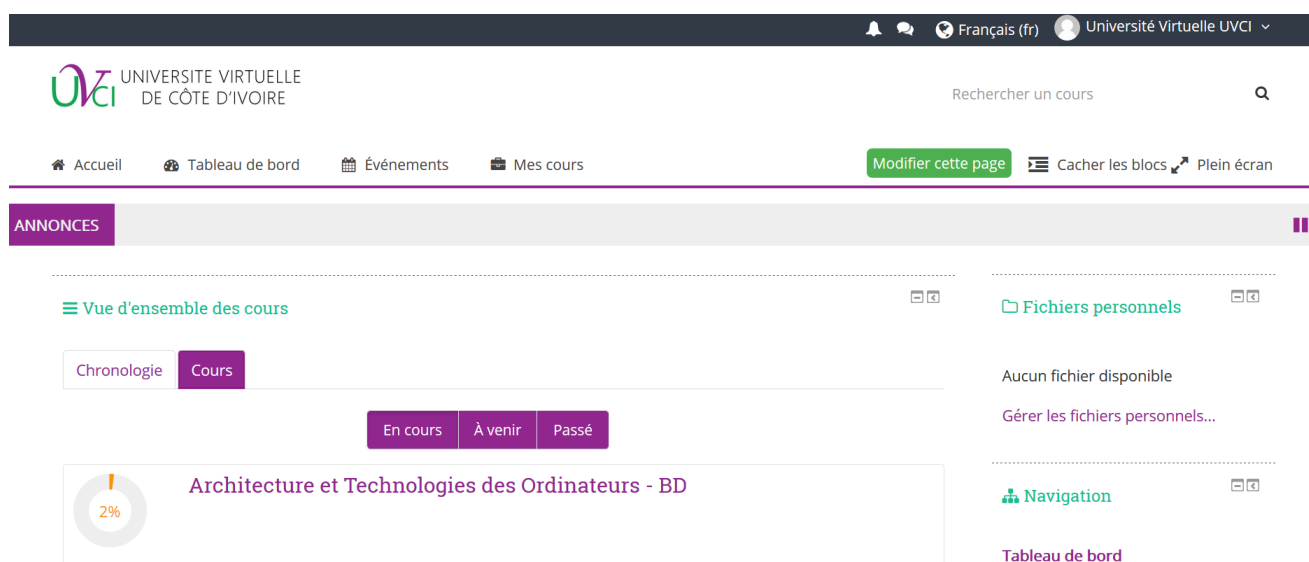 Français (fr) Université Virtuelle UVCI
UVCI UNIVERSITE VIRTUELLE
DE CÔTE D'IVOIRE
Rechercher un cours
Accueil Tableau de bord Événements Mes cours Modifier cette page Cacher les blocs Plein écran
ANNONCES
Vue d'ensemble des cours
Chronologie Cours
En cours À venir Passé
Architecture et Technologies des Ordinateurs - BD
2%
Fichiers personnels
Aucun fichier disponible
Gérer les fichiers personnels...
Navigation
Tableau de bord